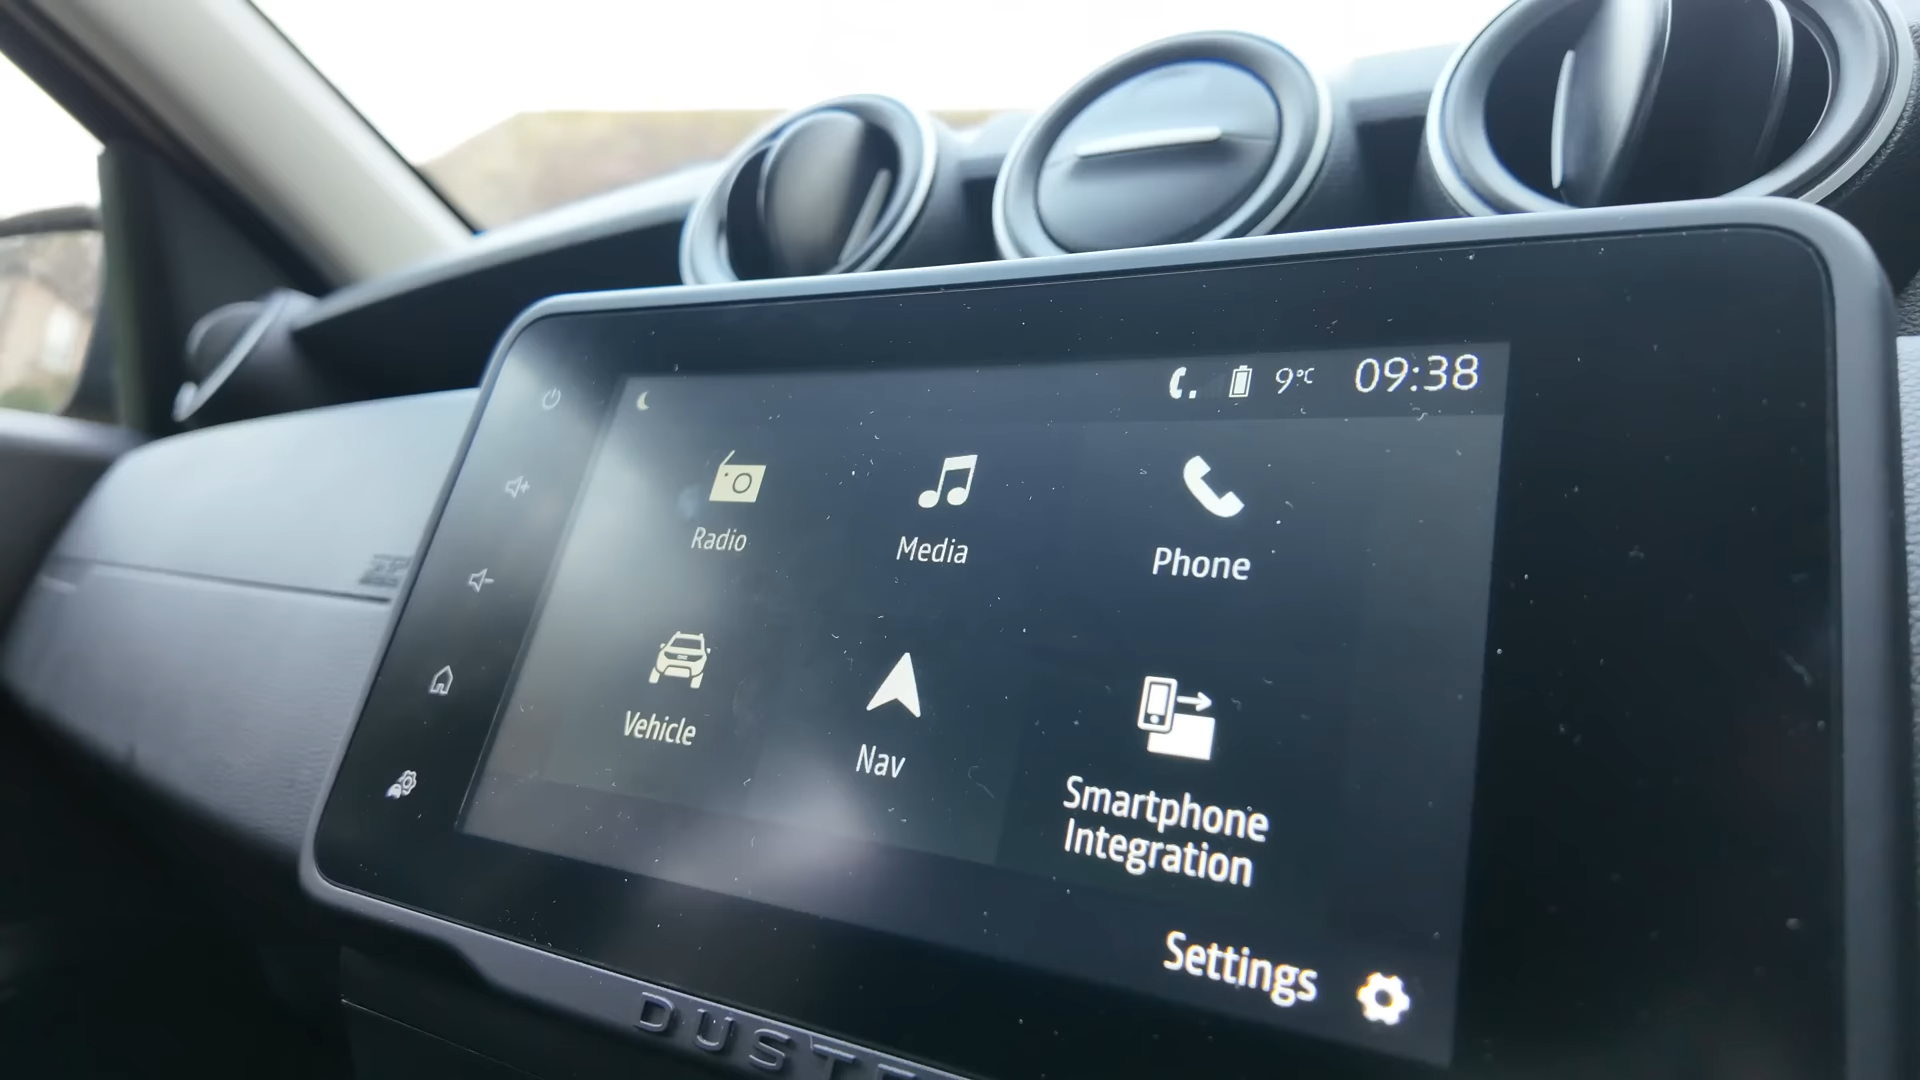 9°C 09:38
Radio Media Phone
Vehicle Nav Smartphone
Integration
Settings
DUSTE